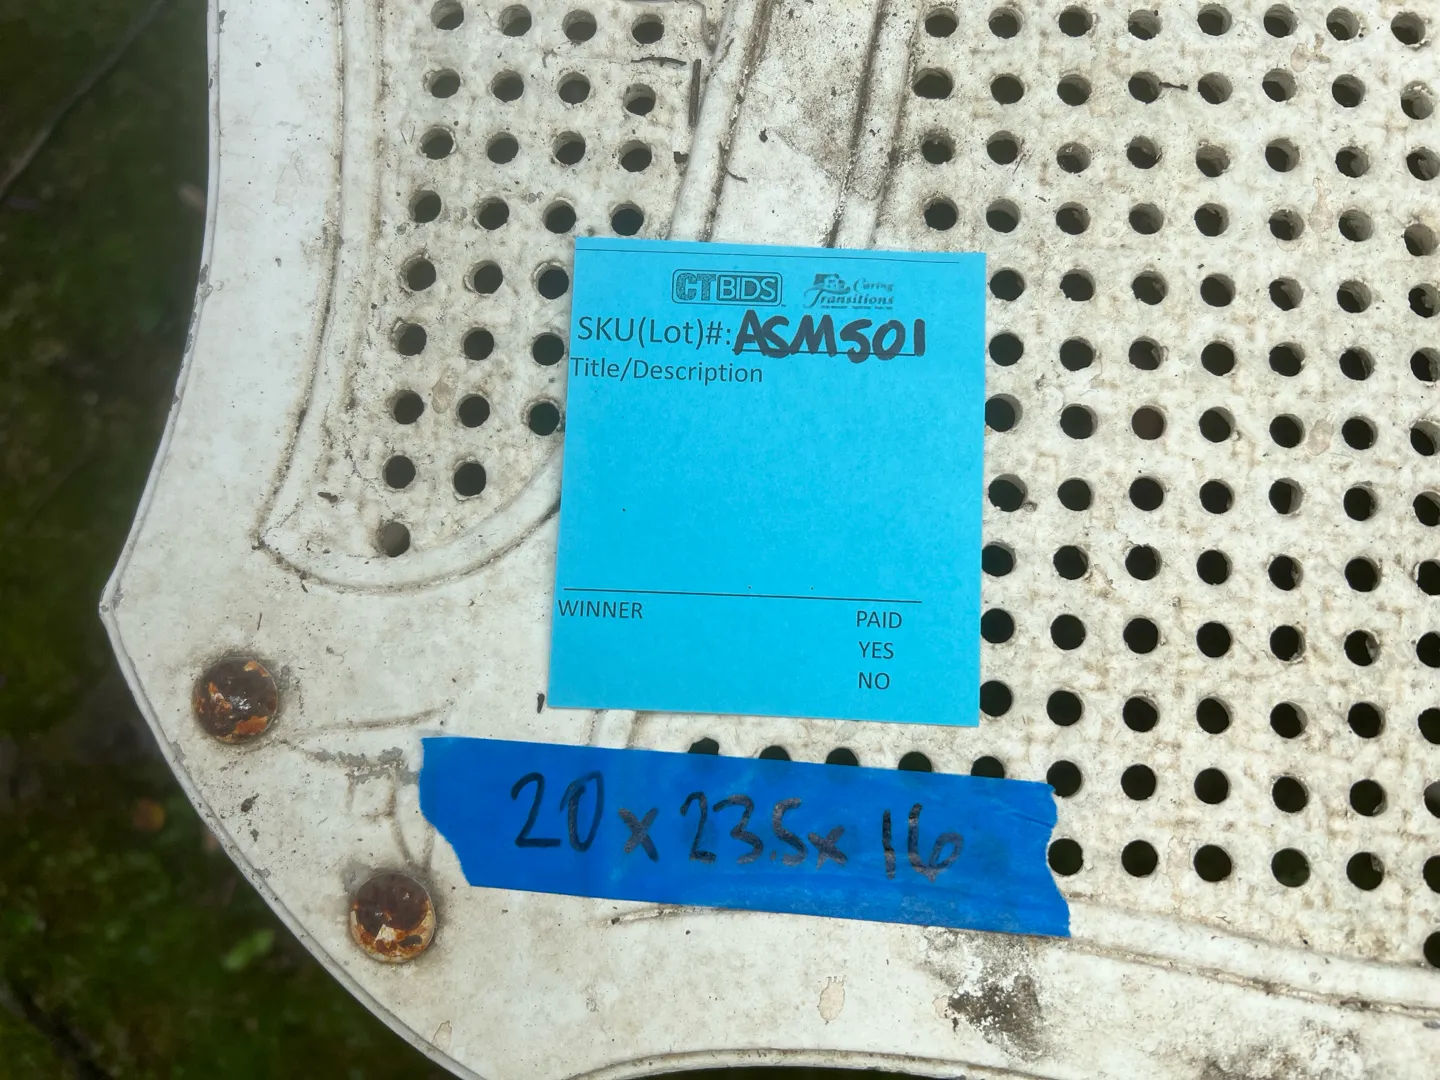 CTBIDS
Caring
Transitions
SKU(Lot)#: ASM501
Title/Description
WINNER
PAID
YES
NO
20 x 23.5 x 16